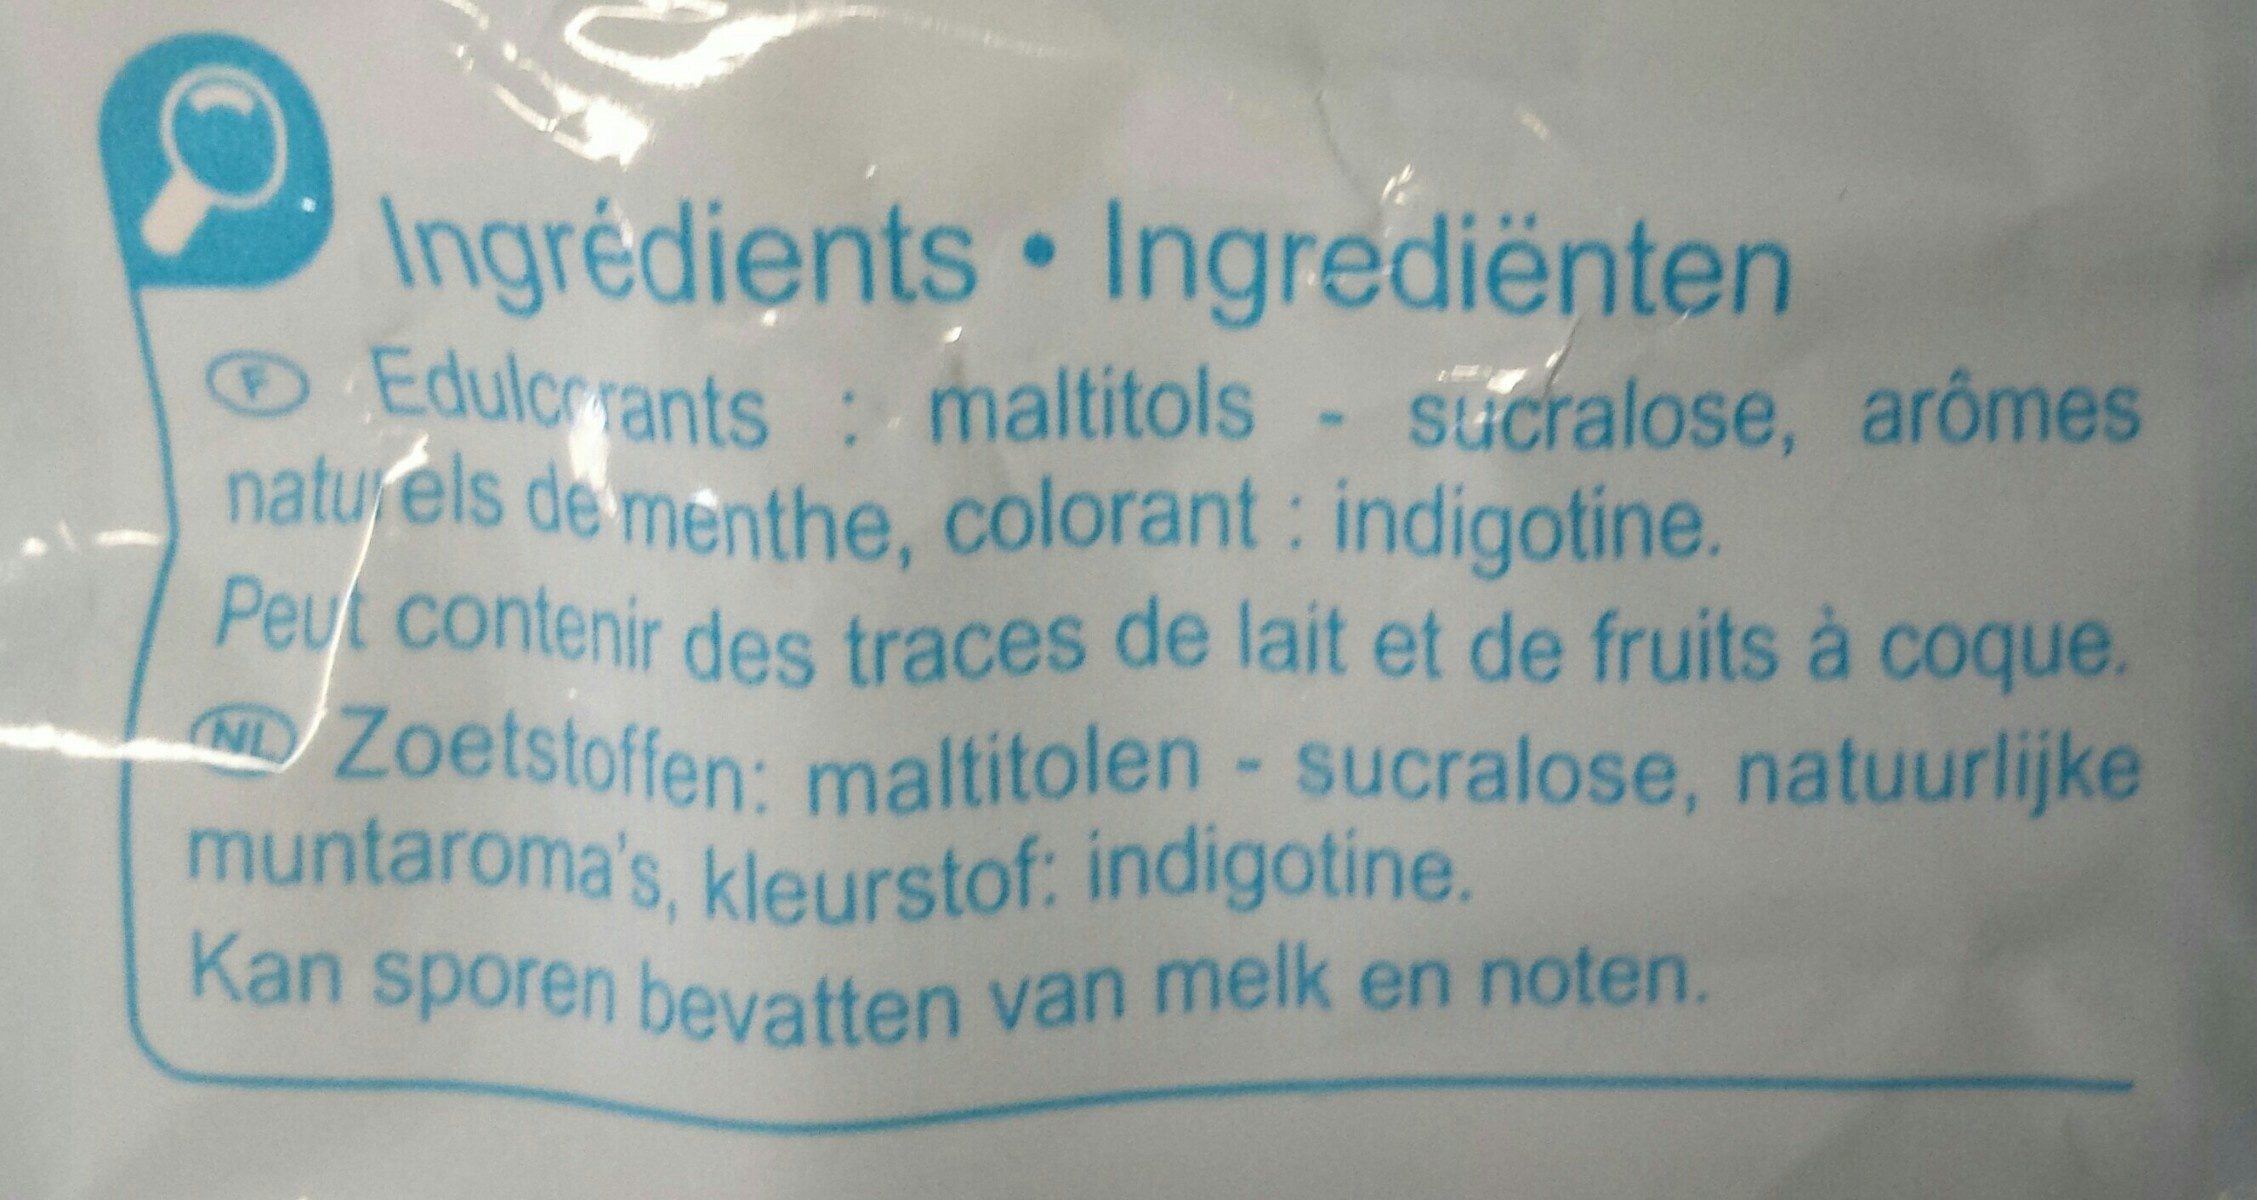 Ingrédients • Ingrediënten
F Edulcorants : maltitols - sucralose, arômes
naturels de menthe, colorant : indigotine.
Peut contenir des traces de lait et de fruits à coque.
NL Zoetstoffen: maltitolen - sucralose, natuurlijke
muntaroma's, kleurstof: indigotine.
Kan sporen bevatten van melk en noten.